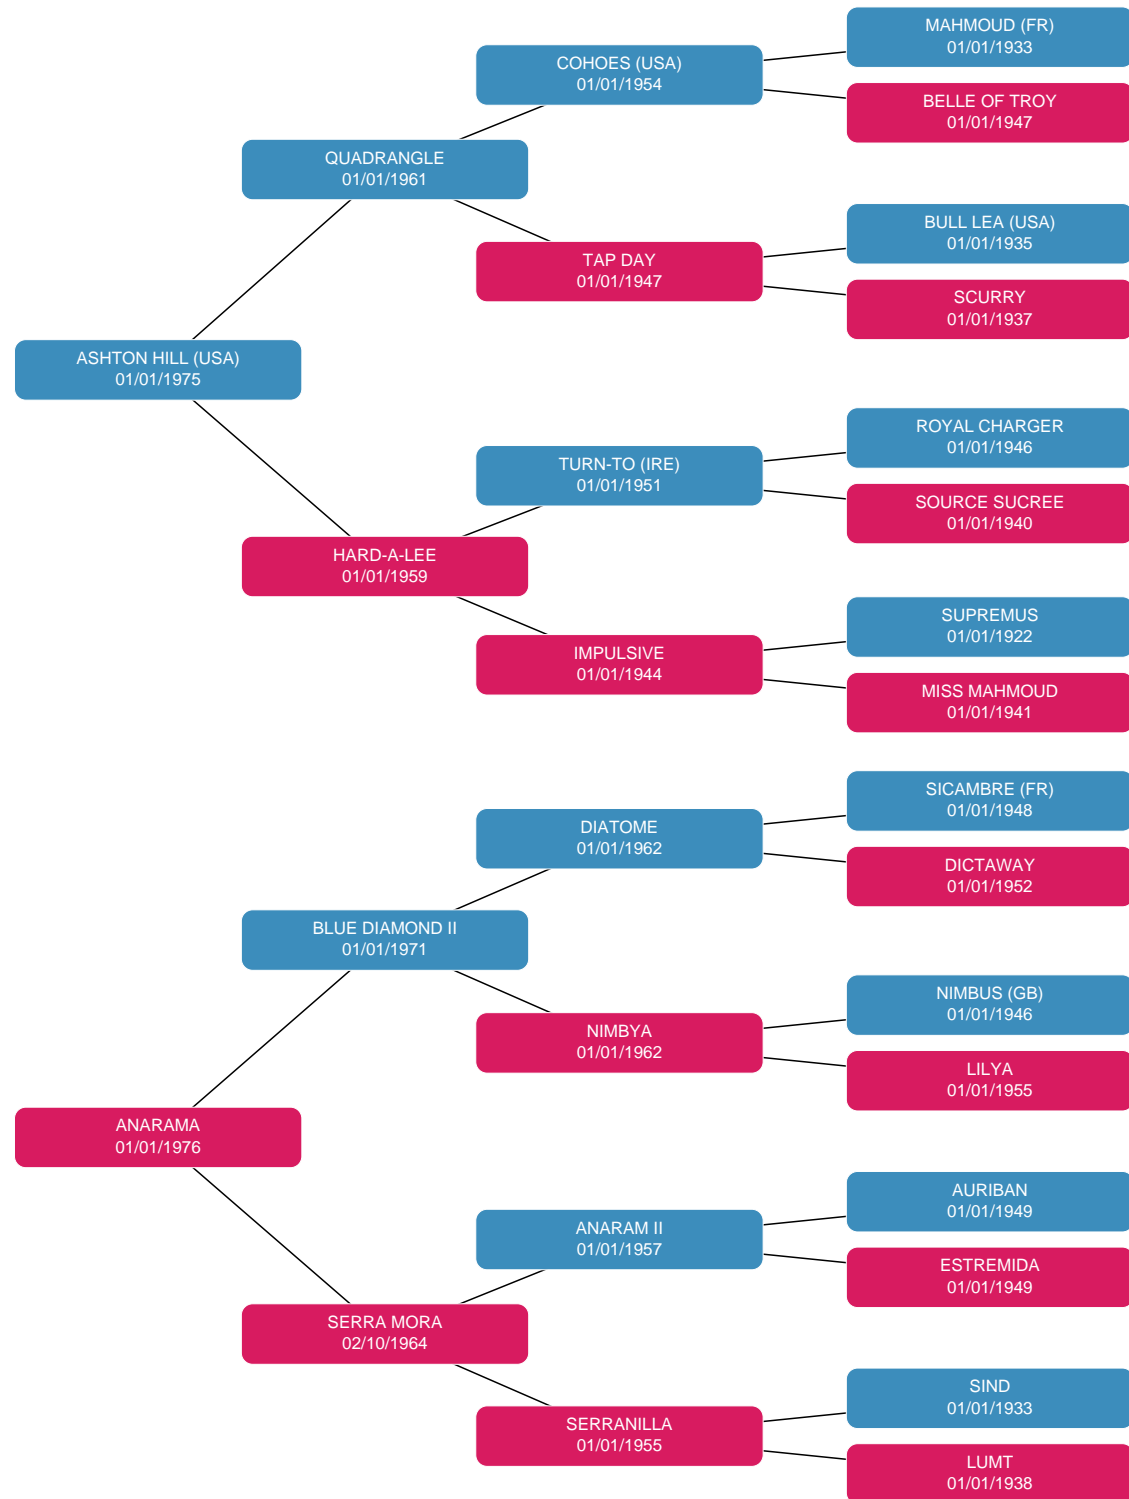 MAHMOUD (FR)
01/01/1933
COHOES (USA)
01/01/1954
BELLE OF TROY
01/01/1947
QUADRANGLE
01/01/1961
BULL LEA (USA)
01/01/1935
TAP DAY
01/01/1947
SCURRY
01/01/1937
ASHTON HILL (USA)
01/01/1975
ROYAL CHARGER
01/01/1946
TURN-TO (IRE)
01/01/1951
SOURCE SUCREE
01/01/1940
HARD-A-LEE
01/01/1959
SUPREMUS
01/01/1922
IMPULSIVE
01/01/1944
MISS MAHMOUD
01/01/1941
SICAMBRE (FR)
01/01/1948
DIATOME
01/01/1962
DICTAWAY
01/01/1952
BLUE DIAMOND II
01/01/1971
NIMBUS (GB)
01/01/1946
NIMBYA
01/01/1962
LILYA
01/01/1955
ANARAMA
01/01/1976
AURIBAN
01/01/1949
ANARAM II
01/01/1957
ESTREMIDA
01/01/1949
SERRA MORA
02/10/1964
SIND
01/01/1933
SERRANILLA
01/01/1955
LUMT
01/01/1938